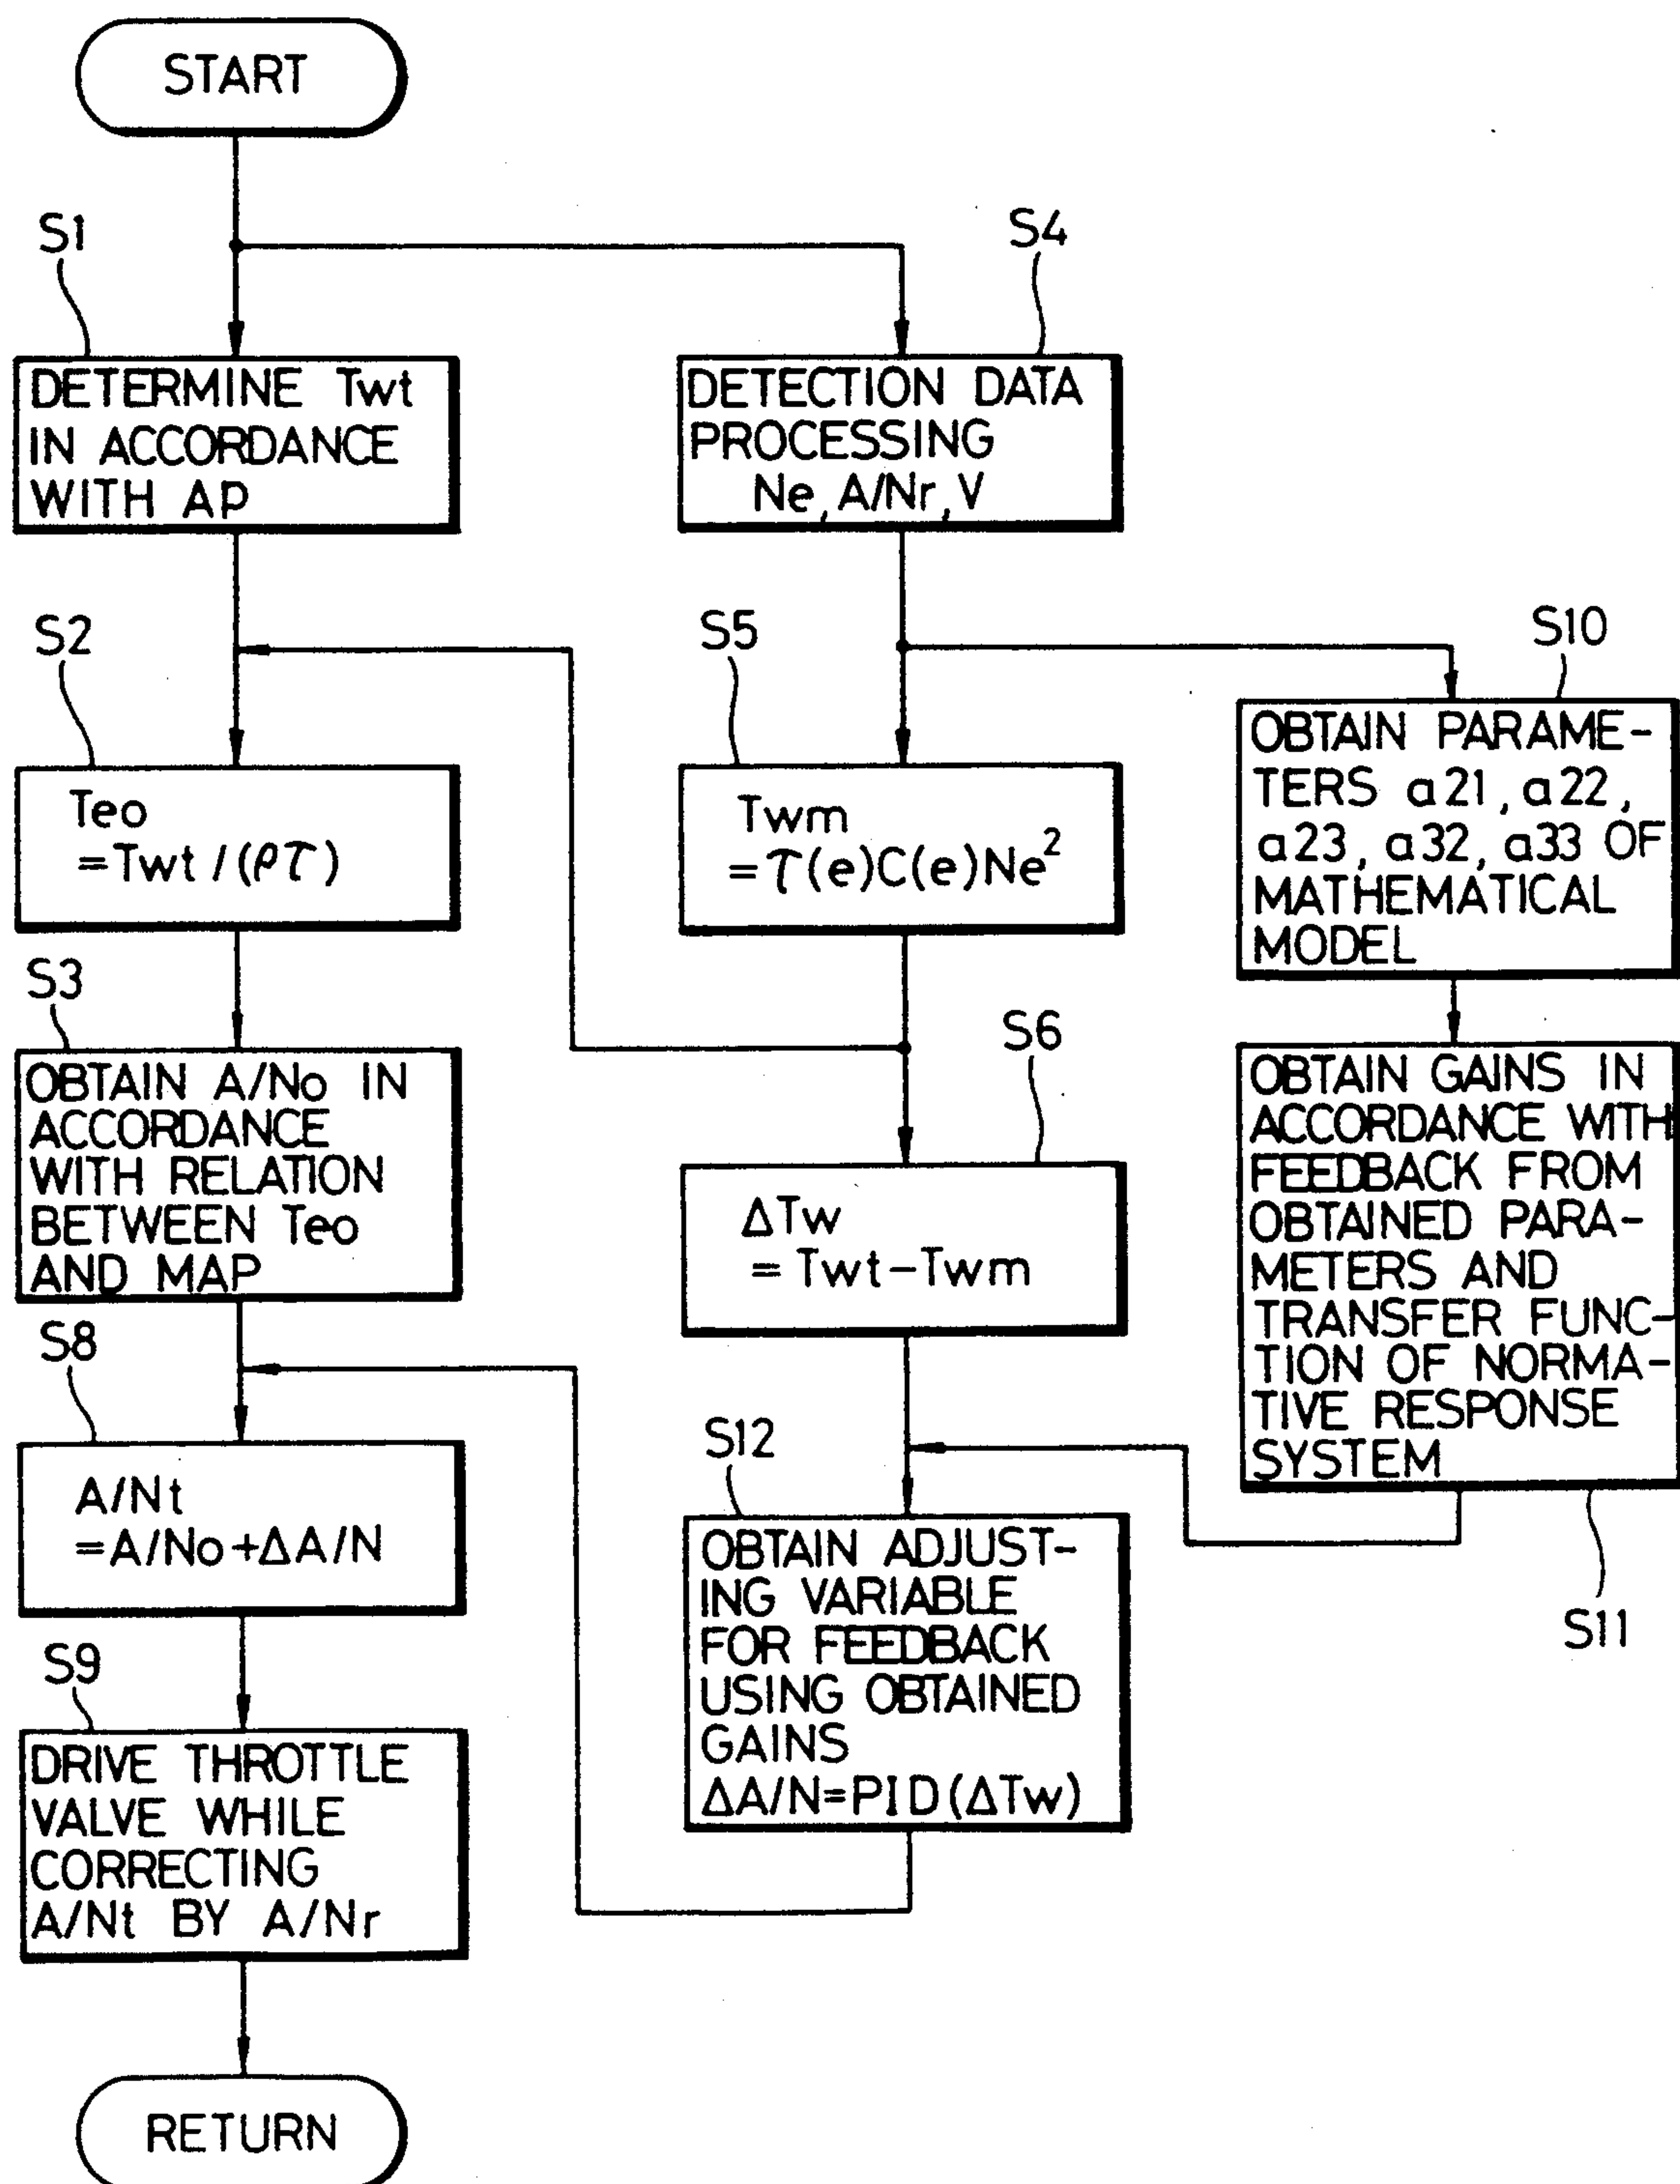 START
S1
DETERMINE Twt
IN ACCORDANCE
WITH AP
S4
DETECTION DATA
PROCESSING
Ne, A/Nr, V
S2
Teo
=Twt/(ρτ)
S5
Twm
=τ(e)C(e)Ne²
S10
OBTAIN PARAME-
TERS a21, a22,
a23, a32, a33 OF
MATHEMATICAL
MODEL
S3
OBTAIN A/No IN
ACCORDANCE
WITH RELATION
BETWEEN Teo
AND MAP
S6
ΔTw
= Twt-Twm
OBTAIN GAINS IN
ACCORDANCE WITH
FEEDBACK FROM
OBTAINED PARA-
METERS AND
TRANSFER FUNC-
TION OF NORMA-
TIVE RESPONSE
SYSTEM
S11
S8
A/Nt
=A/No+ΔA/N
S12
OBTAIN ADJUST-
ING VARIABLE
FOR FEEDBACK
USING OBTAINED
GAINS
ΔA/N=PID(ΔTw)
S9
DRIVE THROTTLE
VALVE WHILE
CORRECTING
A/Nt BY A/Nr
RETURN